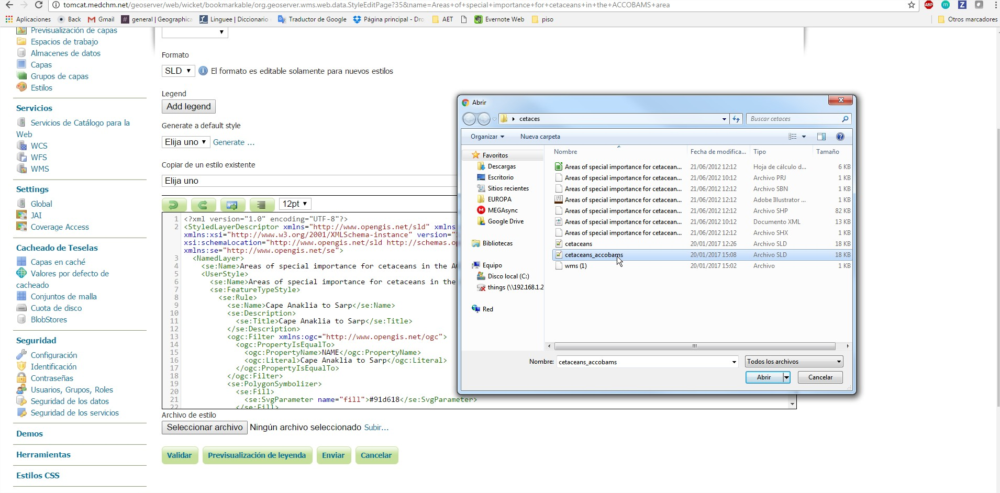 tomcat.medchm.net/geoserver/web/wicket/bookmarkable/org.geoserver.wms.web.data.StyleEditPage?35&name=Areas+of+special+importance+for+cetaceans+in+the+ACCOBAMS+area
ABP m Z
Aplicaciones Back Gmail general | Geographica Linguee | Diccionario Traductor de Google Página principal - Dro AET Evernote Web piso Otros marcadores
Previsualización de capas
Espacios de trabajo
Almacenes de datos
Capas
Grupos de capas
Estilos
Servicios
Servicios de Catálogo para la
Web
WCS
WFS
WMS
Settings
Global
JAI
Coverage Access
Cacheado de Teselas
Capas en caché
Valores por defecto de
cacheado
Conjuntos de malla
Cuota de disco
BlobStores
Seguridad
Configuración
Identificación
Contraseñas
Usuarios, Grupos, Roles
Seguridad de los datos
Seguridad de los servicios
Demos
Herramientas
Estilos CSS
Formato
SLD El formato es editable solamente para nuevos estilos
Legend
Add legend
Generate a default style
Elija uno Generate ...
Copiar de un estilo existente
Elija uno
12pt
1 <?xml version="1.0" encoding="UTF-8"?>
2 <StyledLayerDescriptor xmlns="http://www.opengis.net/sld" xmlns
xmlns:xsi="http://www.w3.org/2001/XMLSchema-instance" version="
xsi:schemaLocation="http://www.opengis.net/sld http://schemas.op
xmlns:se="http://www.opengis.net/se">
3 <NamedLayer>
4 <se:Name>Areas of special importance for cetaceans in the AC
5 <UserStyle>
6 <se:Name>Areas of special importance for cetaceans in the
7 <se:FeatureTypeStyle>
8 <se:Rule>
9 <se:Name>Cape Anaklia to Sarp</se:Name>
10 <se:Description>
11 <se:Title>Cape Anaklia to Sarp</se:Title>
12 </se:Description>
13 <ogc:Filter xmlns:ogc="http://www.opengis.net/ogc">
14 <ogc:PropertyIsEqualTo>
15 <ogc:PropertyName>NAME</ogc:PropertyName>
16 <ogc:Literal>Cape Anaklia to Sarp</ogc:Literal>
17 </ogc:PropertyIsEqualTo>
18 </ogc:Filter>
19 <se:PolygonSymbolizer>
20 <se:Fill>
21 <se:SvgParameter name="fill">#91d618</se:SvgParameter>
22 </se:Fill>
Archivo de estilo
Seleccionar archivo Ningún archivo seleccionado Subir...
Validar Previsualización de leyenda Enviar Cancelar
Abrir
cetaces Buscar cetaces
Organizar Nueva carpeta
Favoritos
Descargas
Escritorio
Sitios recientes
EUROPA
MEGAsync
Google Drive
Bibliotecas
Equipo
Disco local (C:)
things (\\192.168.1.2
Red
Nombre Fecha de modifica... Tipo Tamaño
Areas of special importance for cetacean... 21/06/2012 12:12 Hoja de cálculo d... 6 KB
Areas of special importance for cetacean... 21/06/2012 10:12 Archivo PRJ 1 KB
Areas of special importance for cetacean... 21/06/2012 12:12 Archivo SBN 1 KB
Areas of special importance for cetacean... 21/06/2012 12:12 Adobe Illustrator ... 1 KB
Areas of special importance for cetacean... 21/06/2012 12:12 Archivo SHP 82 KB
Areas of special importance for cetacean... 21/06/2012 10:12 Documento XML 13 KB
Areas of special importance for cetacean... 21/06/2012 12:12 Archivo SHX 1 KB
cetaceans 20/01/2017 12:26 Archivo SLD 18 KB
cetaceans_accobams 20/01/2017 15:08 Archivo SLD 18 KB
wms (1) 20/01/2017 15:02 Archivo 1 KB
Nombre: cetaceans_accobams Todos los archivos
Abrir Cancelar